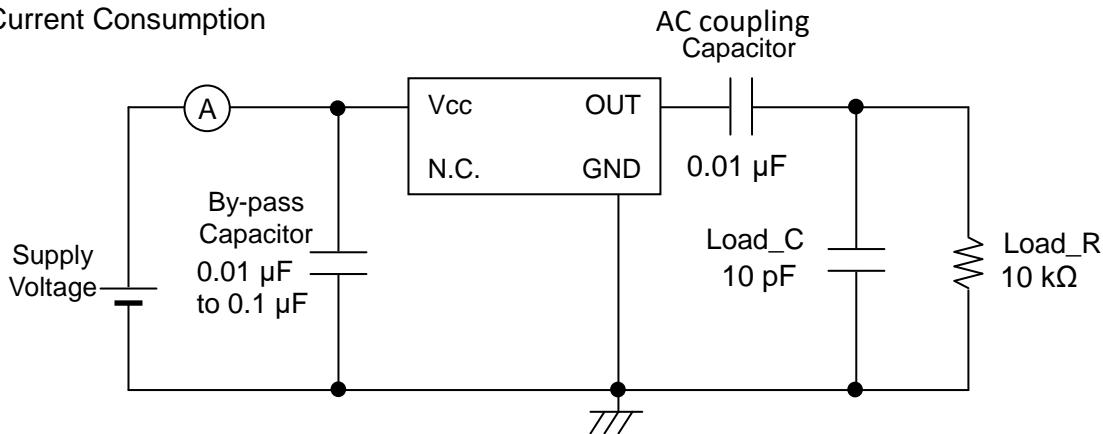 Current Consumption
AC coupling
Capacitor
A
Vcc
OUT
N.C.
GND
0.01 µF
By-pass
Capacitor
0.01 µF
to 0.1 µF
Supply
Voltage
Load_C
10 pF
Load_R
10 kΩ